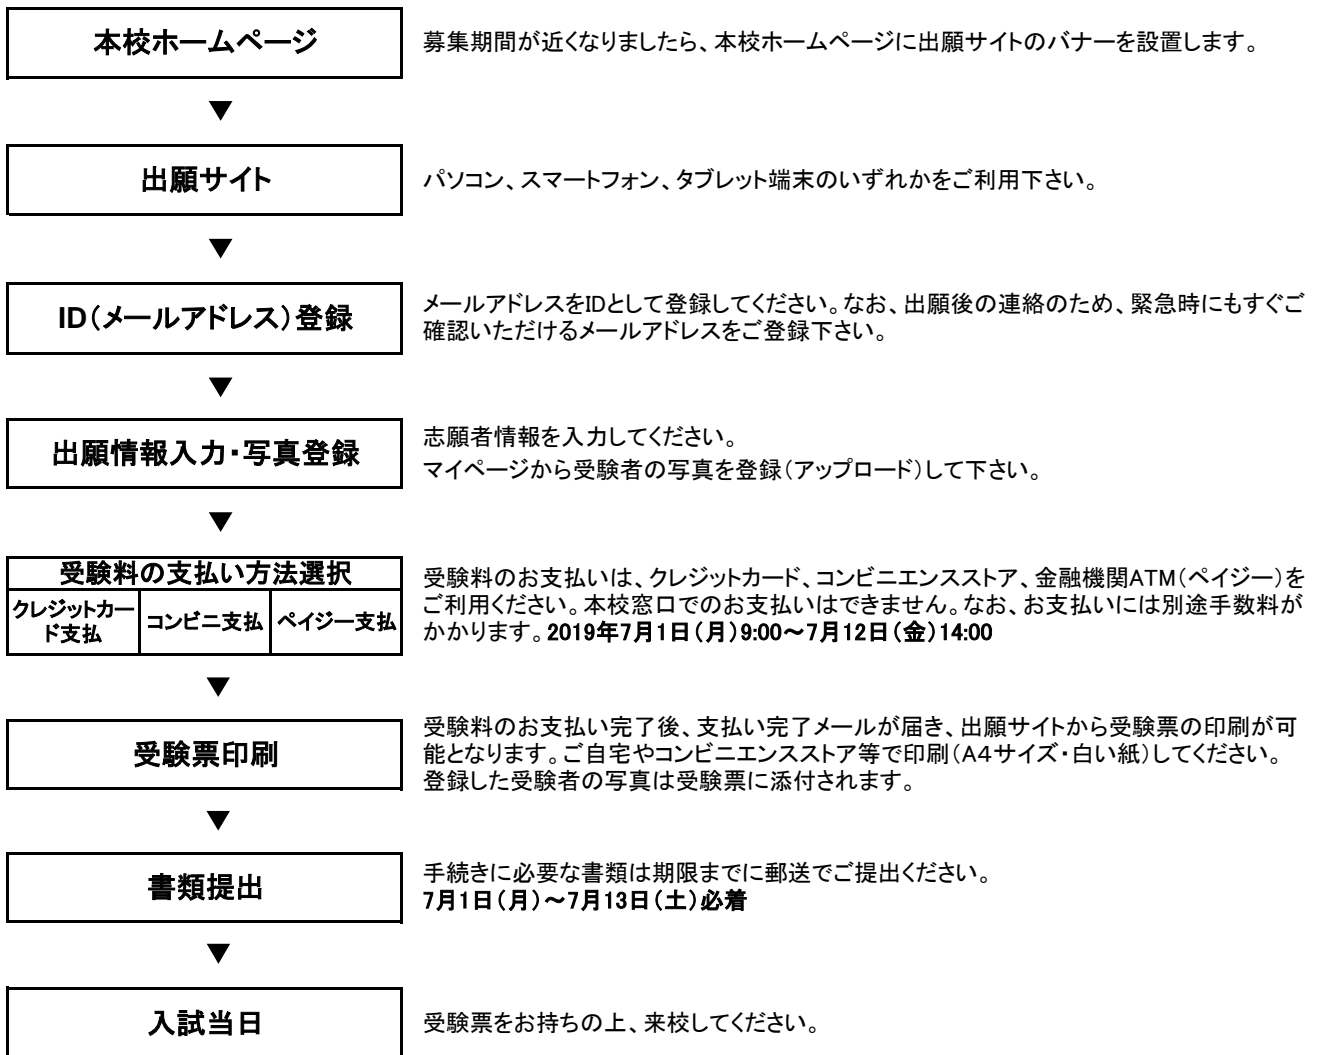 本校ホームページ
募集期間が近くなりましたら、本校ホームページに出願サイトのバナーを設置します。
▼
出願サイト
パソコン、スマートフォン、タブレット端末のいずれかをご利用下さい。
▼
ID（メールアドレス）登録
メールアドレスをIDとして登録してください。なお、出願後の連絡のため、緊急時にもすぐご
確認いただけるメールアドレスをご登録下さい。
▼
出願情報入力・写真登録
志願者情報を入力してください。
マイページから受験者の写真を登録（アップロード）して下さい。
▼
受験料の支払い方法選択
クレジットカー
ド支払
コンビニ支払
ペイジー支払
受験料のお支払いは、クレジットカード、コンビニエンスストア、金融機関ATM（ペイジー）を
ご利用ください。本校窓口でのお支払いはできません。なお、お支払いには別途手数料が
かかります。2019年7月1日（月）9:00～7月12日（金）14:00
▼
受験票印刷
受験料のお支払い完了後、支払い完了メールが届き、出願サイトから受験票の印刷が可
能となります。ご自宅やコンビニエンスストア等で印刷（A4サイズ・白い紙）してください。
登録した受験者の写真は受験票に添付されます。
▼
書類提出
手続きに必要な書類は期限までに郵送でご提出ください。
7月1日（月）～7月13日（土）必着
▼
入試当日
受験票をお持ちの上、来校してください。